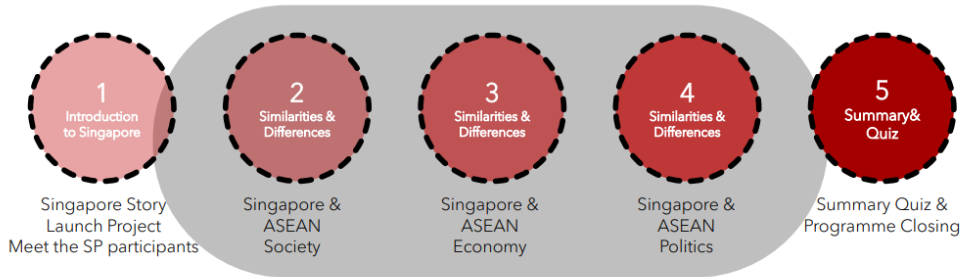 1
Introduction
to Singapore
2
Similarities &
Differences
3
Similarities &
Differences
4
Similarities &
Differences
5
Summary&
Quiz
Singapore Story
Launch Project
Meet the SP participants
Singapore &
ASEAN
Society
Singapore &
ASEAN
Economy
Singapore &
ASEAN
Politics
Summary Quiz &
Programme Closing